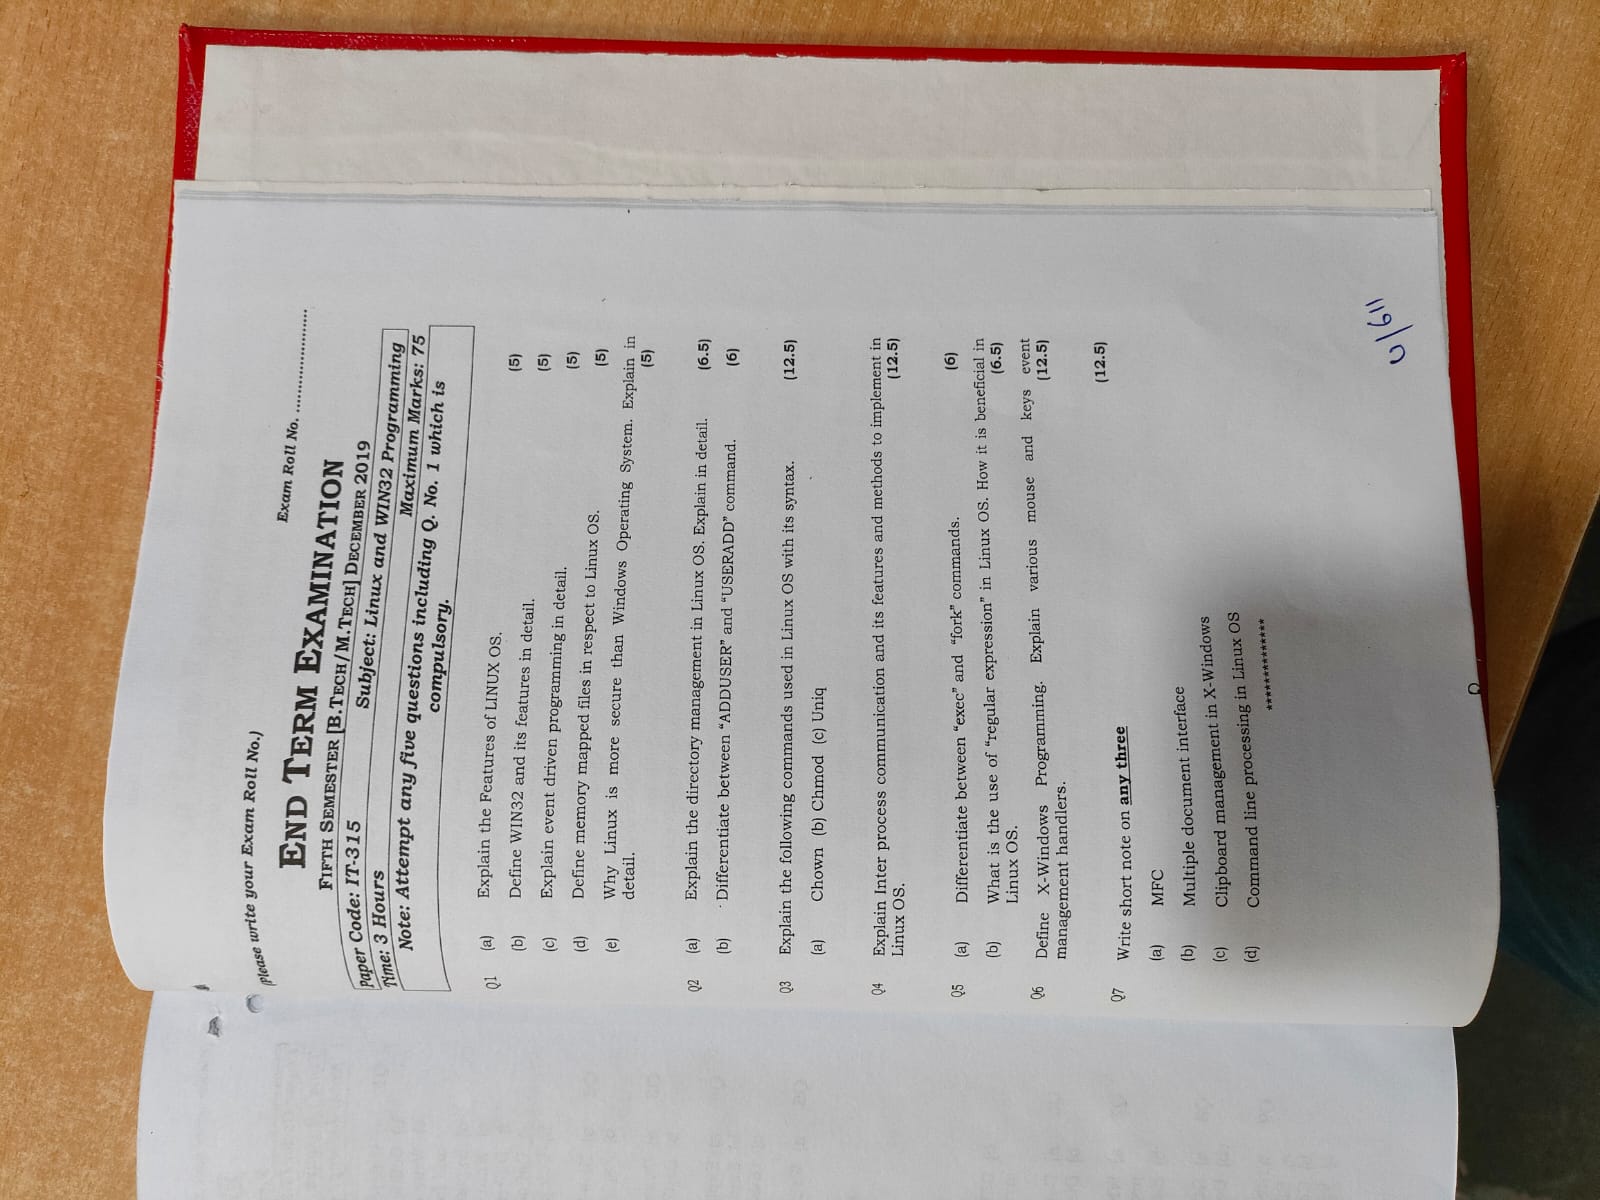 (Please write your Exam Roll No.)
Exam Roll No. ................
END TERM EXAMINATION
FIFTH SEMESTER [B.TECH/M.TECH] DECEMBER 2019
Paper Code: IT-315 Subject: Linux and WIN32 Programming
Time: 3 Hours Maximum Marks: 75
Note: Attempt any five questions including Q. No. 1 which is
compulsory.
Q1 (a) Explain the Features of LINUX OS. (5)
(b) Define WIN32 and its features in detail. (5)
(c) Explain event driven programming in detail. (5)
(d) Define memory mapped files in respect to Linux OS. (5)
(e) Why Linux is more secure than Windows Operating System. Explain in
detail. (5)
Q2 (a) Explain the directory management in Linux OS. Explain in detail. (6.5)
(b) Differentiate between “ADDUSER” and “USERADD” command. (6)
Q3 Explain the following commands used in Linux OS with its syntax. (12.5)
(a) Chown (b) Chmod (c) Uniq
Q4 Explain Inter process communication and its features and methods to implement in
Linux OS. (12.5)
Q5 (a) Differentiate between “exec” and “fork” commands. (6)
(b) What is the use of “regular expression” in Linux OS. How it is beneficial in
Linux OS. (6.5)
Q6 Define X-Windows Programming. Explain various mouse and keys event
management handlers. (12.5)
Q7 Write short note on any three (12.5)
(a) MFC
(b) Multiple document interface
(c) Clipboard management in X-Windows
(d) Command line processing in Linux OS
**************